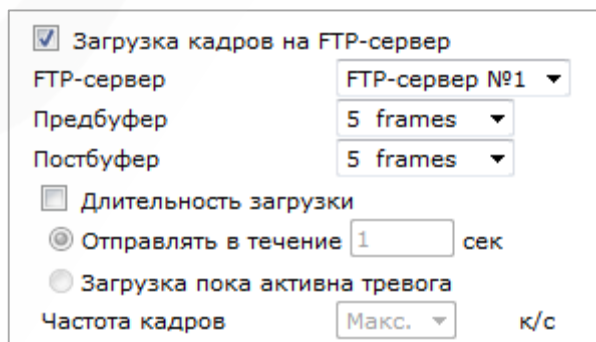 Загрузка кадров на FTP-сервер
FTP-сервер FTP-сервер №1
Предбуфер 5 frames
Постбуфер 5 frames
Длительность загрузки
Отправлять в течение 1 сек
Загрузка пока активна тревога
Частота кадров Макс. к/с